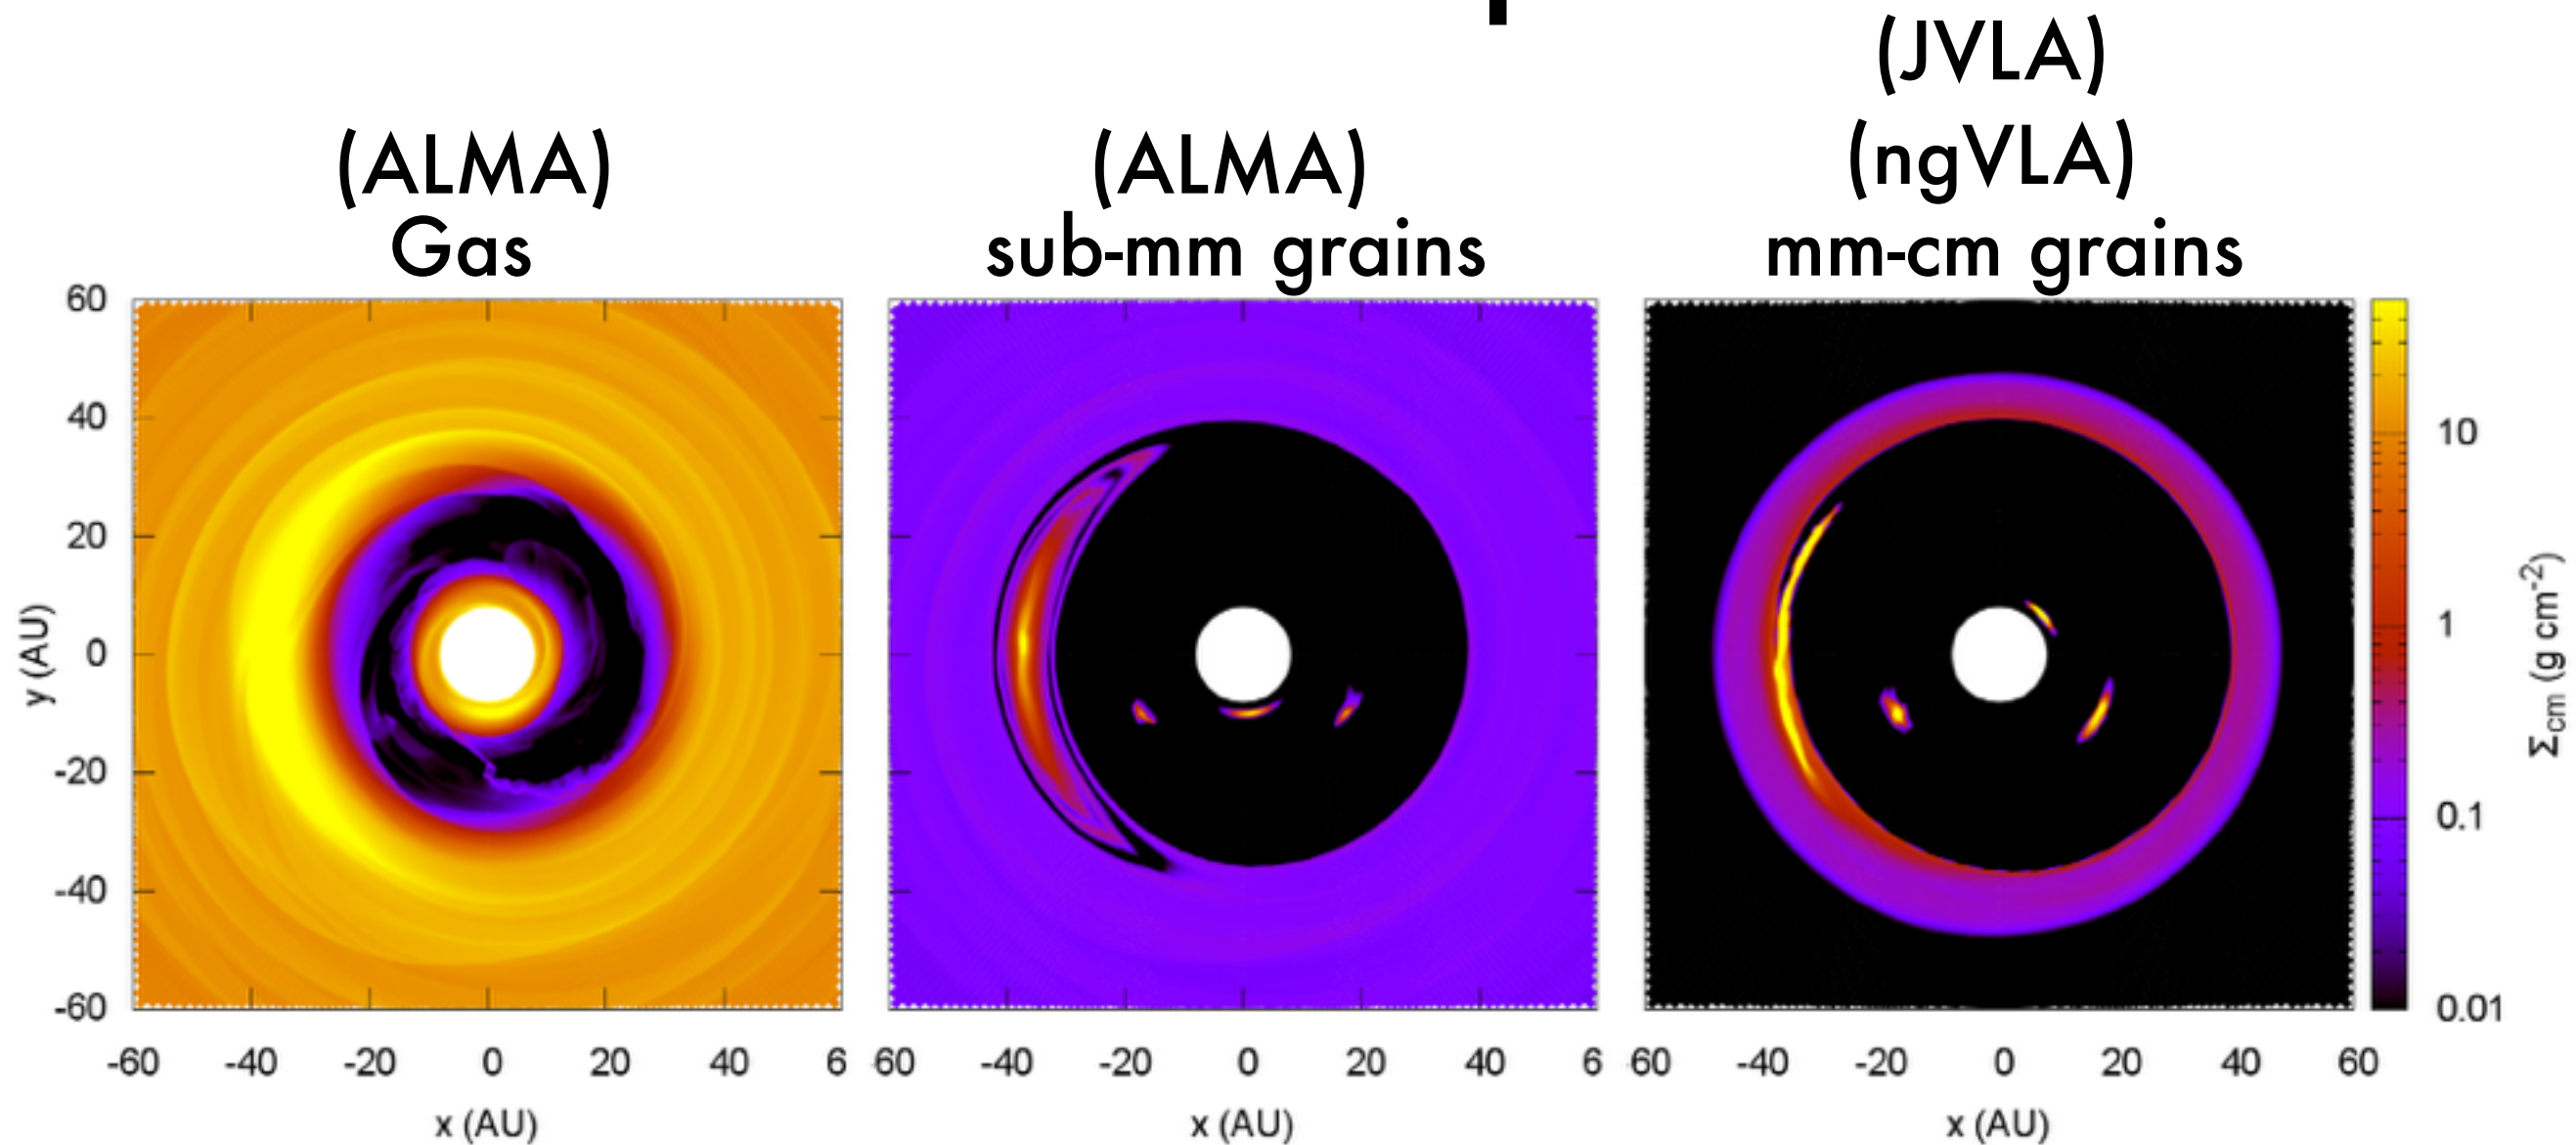 (ALMA)
Gas
(ALMA)
sub-mm grains
(JVLA)
(ngVLA)
mm-cm grains
60
40
20
0
-20
-40
-60
y (AU)
-60 -40 -20 0 20 40 6
60 -40 -20 0 20 40 6
60 -40 -20 0 20 40 60
x (AU)
x (AU)
x (AU)
10
1
0.1
0.01
Σcm (g cm-2)